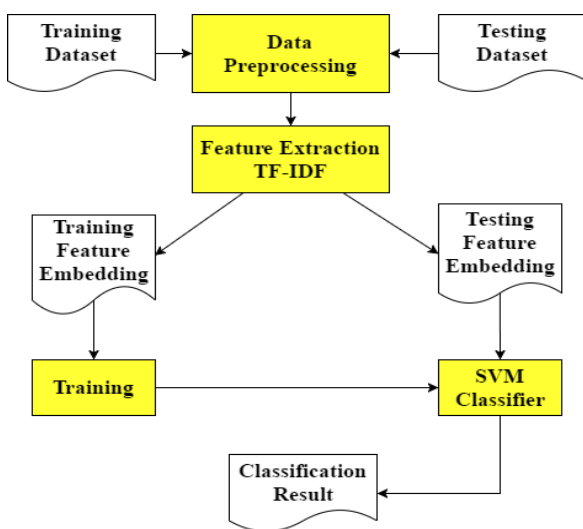 Training
Dataset
Data
Preprocessing
Testing
Dataset
Feature Extraction
TF-IDF
Training
Feature
Embedding
Testing
Feature
Embedding
Training
SVM
Classifier
Classification
Result